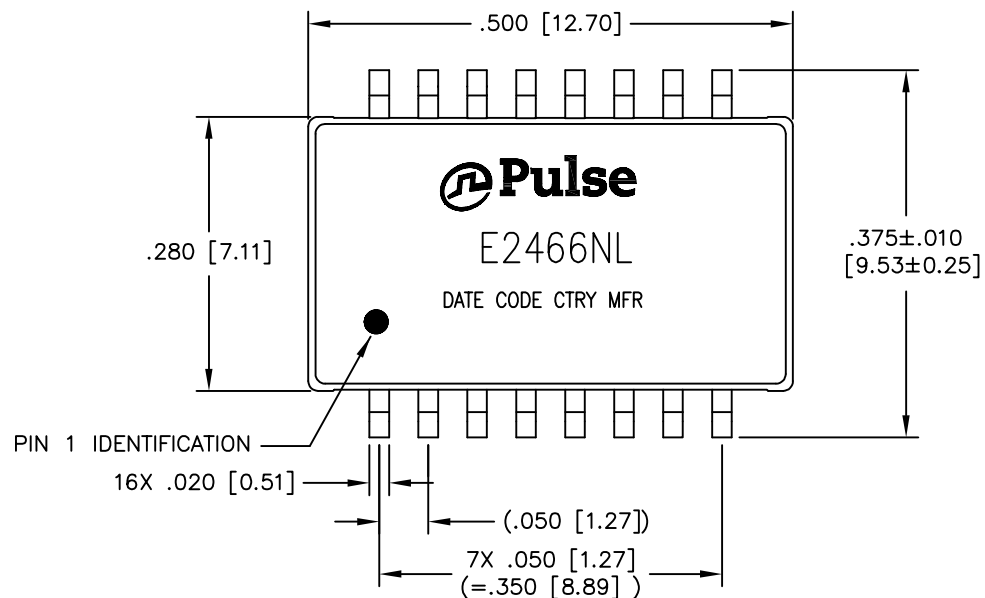 .500 [12.70]
Pulse
.280 [7.11]
E2466NL
.375±.010
[9.53±0.25]
DATE CODE CTRY MFR
PIN 1 IDENTIFICATION
16X .020 [0.51]
(.050 [1.27])
7X .050 [1.27]
(=.350 [8.89] )